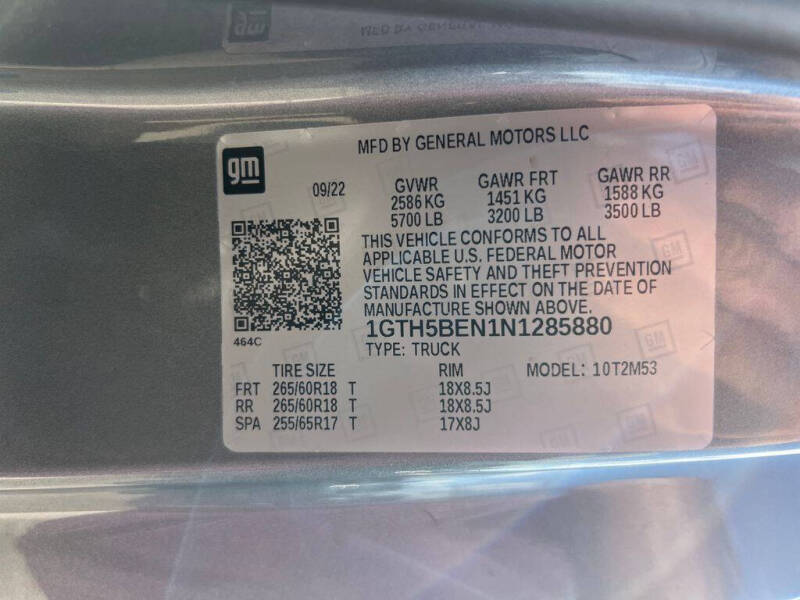 MFD BY GENERAL MOTORS LLC
gm
09/22
GVWR GAWR FRT GAWR RR
2586 KG 1451 KG 1588 KG
5700 LB 3200 LB 3500 LB
THIS VEHICLE CONFORMS TO ALL
APPLICABLE U.S. FEDERAL MOTOR
VEHICLE SAFETY AND THEFT PREVENTION
STANDARDS IN EFFECT ON THE DATE OF
MANUFACTURE SHOWN ABOVE.
1GTH5BEN1N1285880
464C
TYPE: TRUCK
TIRE SIZE RIM MODEL: 10T2M53
FRT 265/60R18 T 18X8.5J
RR 265/60R18 T 18X8.5J
SPA 255/65R17 T 17X8J